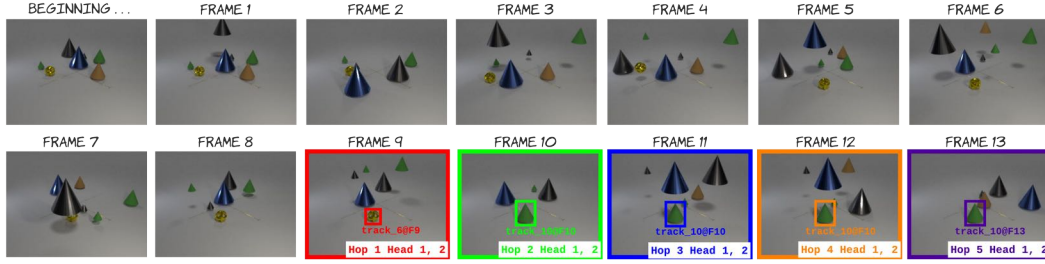 BEGINNING...
FRAME 1
FRAME 2
FRAME 3
FRAME 4
FRAME 5
FRAME 6
FRAME 7
FRAME 8
FRAME 9
FRAME 10
FRAME 11
FRAME 12
FRAME 13
track_6@F9
track_10@F10
track_10@F10
track_10@F10
track_10@F13
Hop 1 Head 1, 2
Hop 2 Head 1, 2
Hop 3 Head 1, 2
Hop 4 Head 1, 2
Hop 5 Head 1, 2